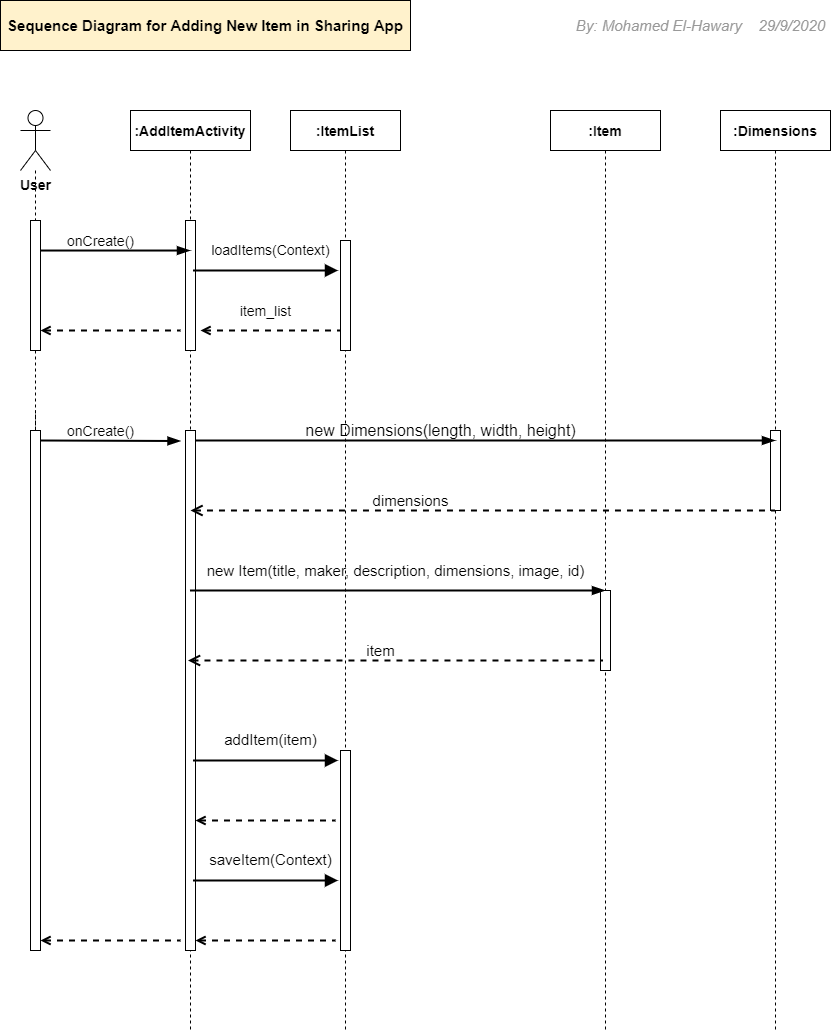 Sequence Diagram for Adding New Item in Sharing App
By: Mohamed El-Hawary 29/9/2020
:AddItemActivity
:ItemList
:Item
:Dimensions
User
onCreate()
loadItems(Context)
item_list
onCreate()
new Dimensions(length, width, height)
dimensions
new Item(title, maker, description, dimensions, image, id)
item
addItem(item)
saveItem(Context)